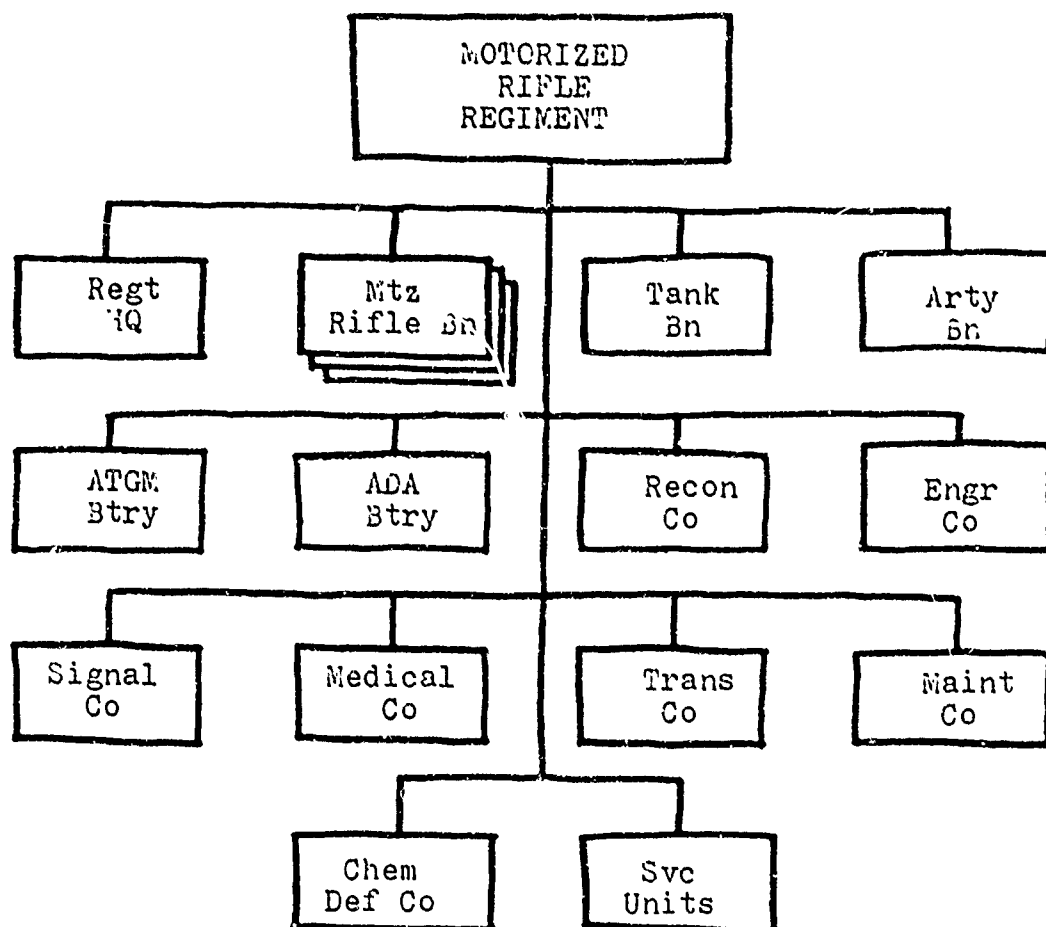 MOTORIZED
RIFLE
REGIMENT
Regt
HQ
Mtz
Rifle Bn
Tank
Bn
Arty
Bn
ATGM
Btry
ADA
Btry
Recon
Co
Engr
Co
Signal
Co
Medical
Co
Trans
Co
Maint
Co
Chem
Def Co
Svc
Units